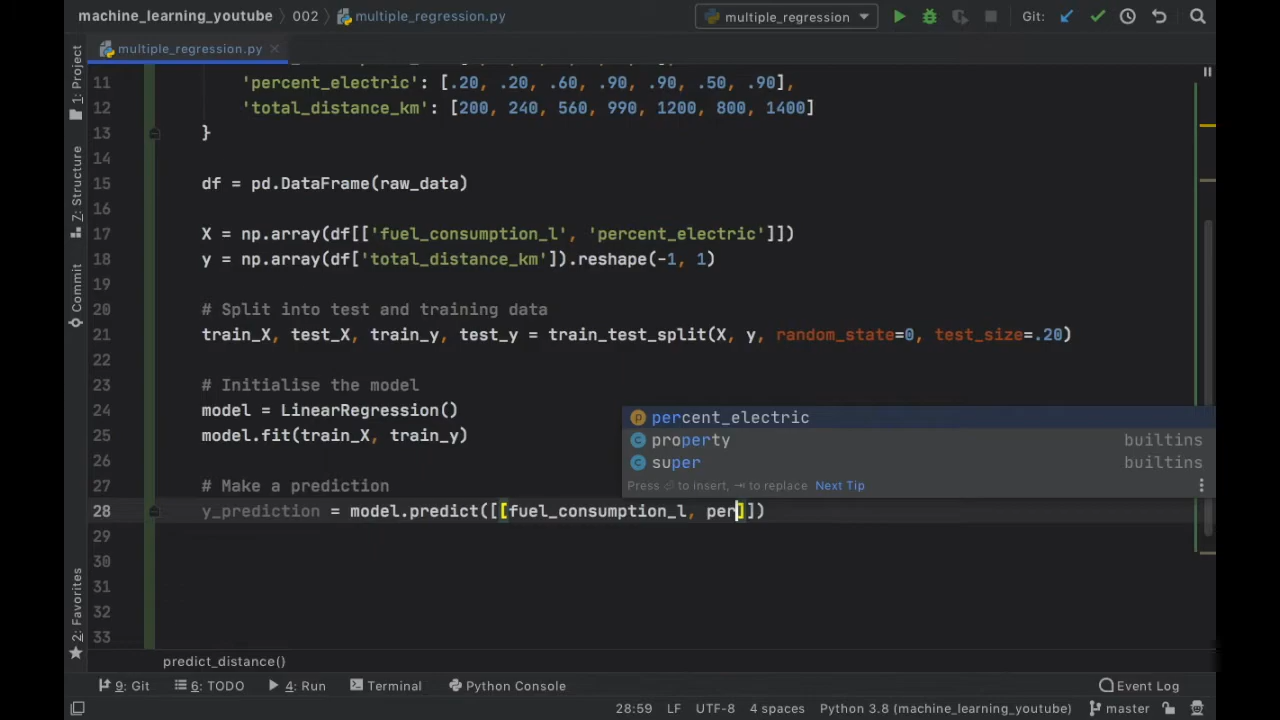 machine_learning_youtube 002 multiple_regression.py multiple_regression Git:
multiple_regression.py
1: Project
7: Structure
Commit
2: Favorites
11 'percent_electric': [.20, .20, .60, .90, .90, .50, .90],
12 'total_distance_km': [200, 240, 560, 990, 1200, 800, 1400]
13 }
14
15 df = pd.DataFrame(raw_data)
16
17 X = np.array(df[['fuel_consumption_l', 'percent_electric']])
18 y = np.array(df['total_distance_km']).reshape(-1, 1)
19
20 # Split into test and training data
21 train_X, test_X, train_y, test_y = train_test_split(X, y, random_state=0, test_size=.20)
22
23 # Initialise the model
24 model = LinearRegression()
25 model.fit(train_X, train_y)
26
27 # Make a prediction
28 y_prediction = model.predict([[fuel_consumption_l, per]])
29
30
31
32
33
percent_electric
property builtins
super builtins
Press ⏎ to insert, ⇥ to replace Next Tip
predict_distance()
9: Git 6: TODO 4: Run Terminal Python Console Event Log
28:59 LF UTF-8 4 spaces Python 3.8 (machine_learning_youtube) master